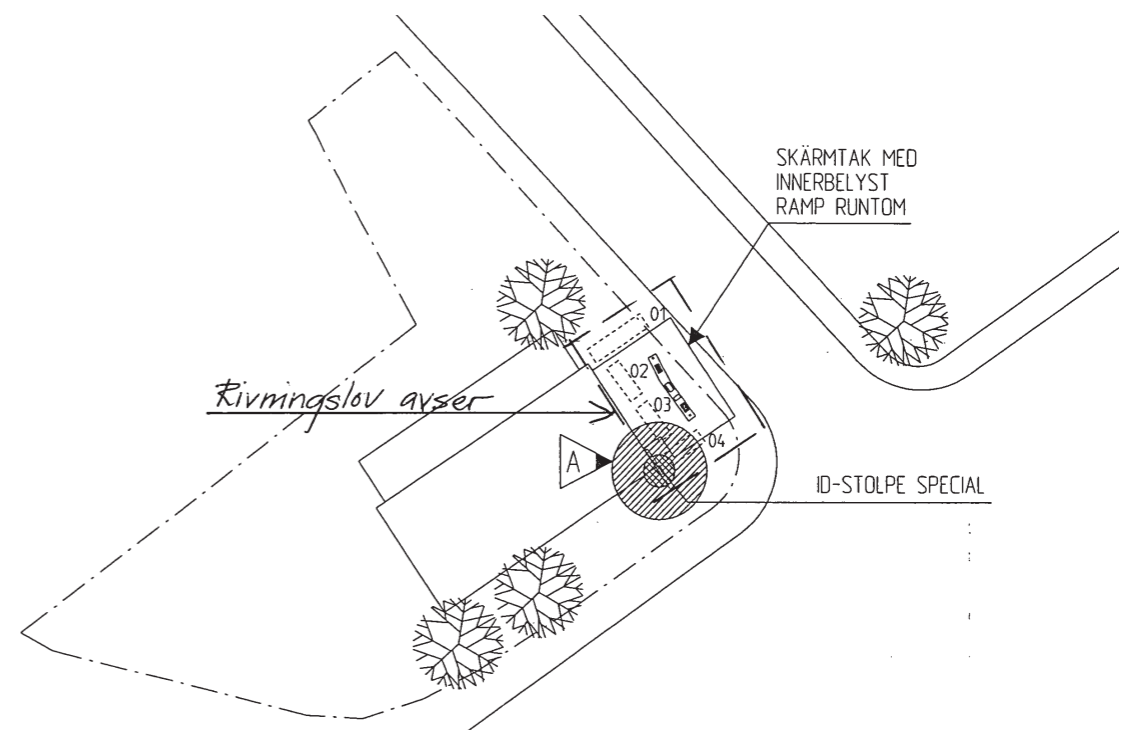 SKÄRMTAK MED
INNERBELYST
RAMP RUNTOM
01
02
Rivningslov avser
03
04
A
ID-STOLPE SPECIAL